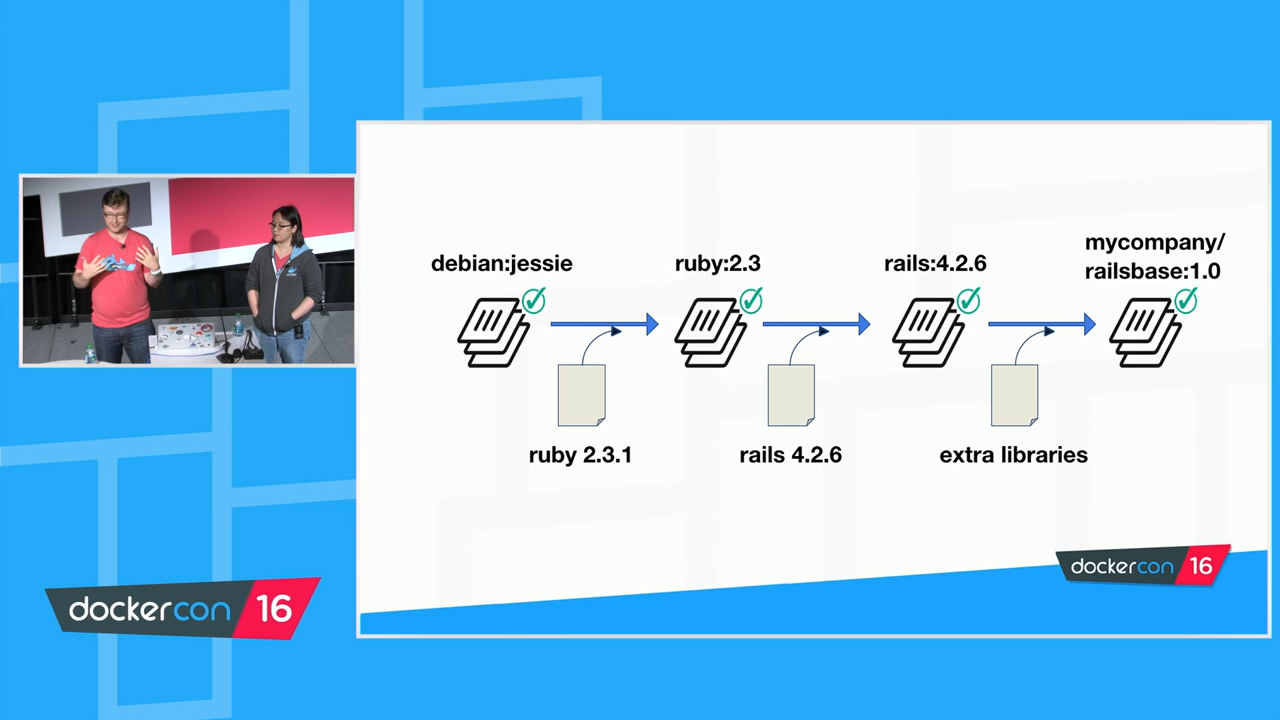 debian:jessie
ruby:2.3
rails:4.2.6
mycompany/
railsbase:1.0
ruby 2.3.1
rails 4.2.6
extra libraries
dockercon 16
dockercon 16